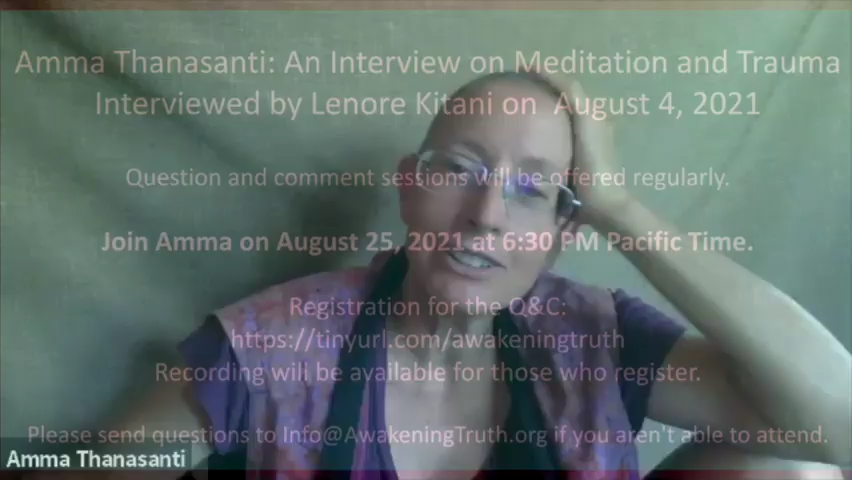 Amma Thanasanti: An Interview on Meditation and Trauma
Interviewed by Lenore Kitani on August 4, 2021
Question and comment sessions will be offered regularly.
Join Amma on August 25, 2021 at 6:30 PM Pacific Time.
Registration for the Q&C:
https://tinyurl.com/awakeningtruth
Recording will be available for those who register.
Please send questions to Info@AwakeningTruth.org if you aren't able to attend.
Amma Thanasanti